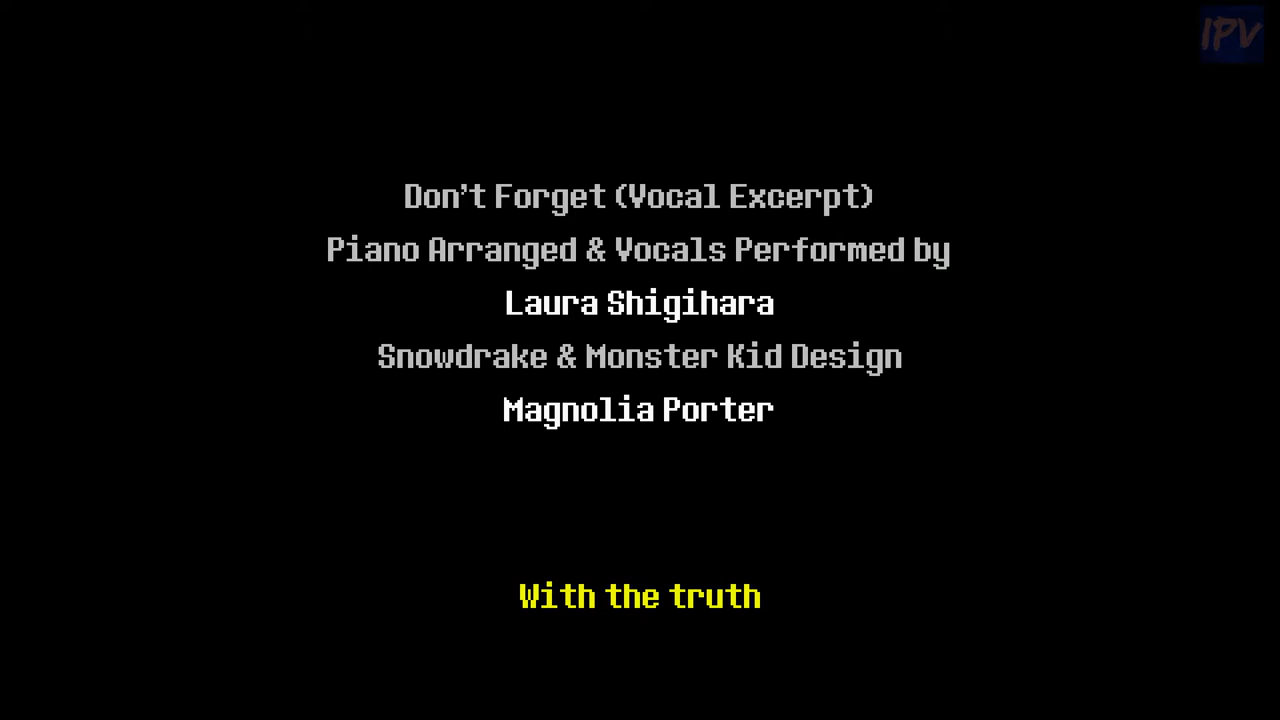 IPV
Don't Forget (Vocal Excerpt)
Piano Arranged & Vocals Performed by
Laura Shigihara
Snowdrake & Monster Kid Design
Magnolia Porter
With the truth